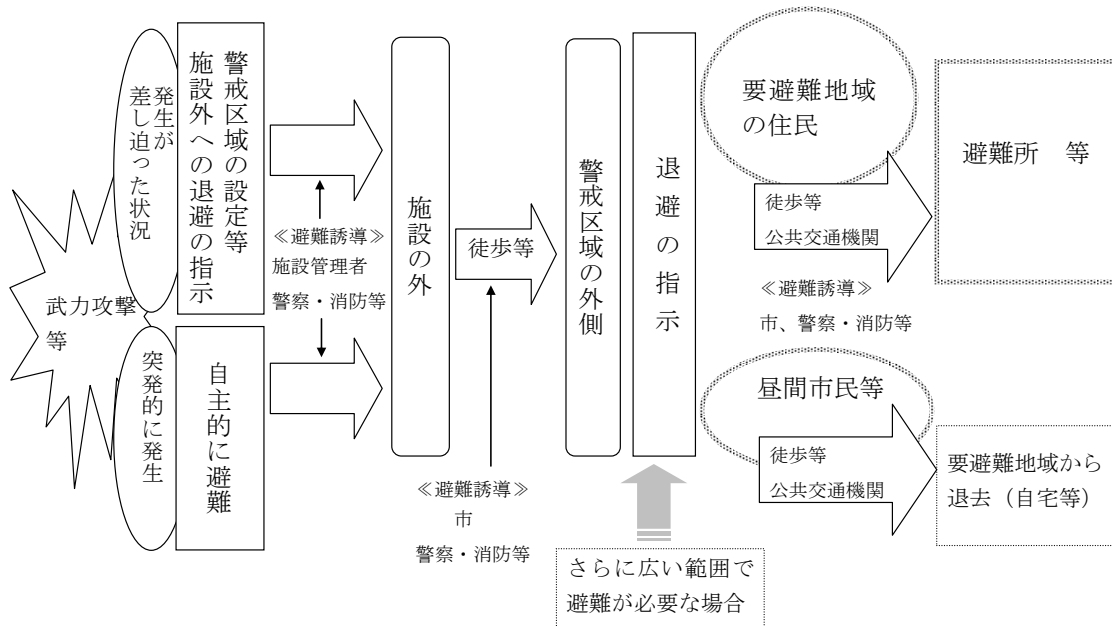 武力攻撃
等
発生が
差し迫った状況
警戒区域の設定等
施設外への退避の指示
突発的に発生
自主的に避難
≪避難誘導≫
施設管理者
警察・消防等
施設の外
徒歩等
≪避難誘導≫
市
警察・消防等
警戒区域の外側
退避の指示
さらに広い範囲で
避難が必要な場合
要避難地域
の住民
徒歩等
公共交通機関
≪避難誘導≫
市、警察・消防等
避難所　等
昼間市民等
徒歩等
公共交通機関
要避難地域から
退去（自宅等）